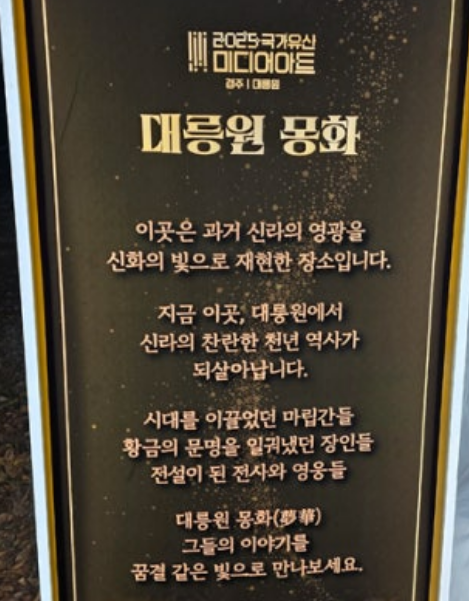 2025 국가유산
미디어아트
경주 | 대릉원
대릉원 몽화
이곳은 과거 신라의 영광을
신화의 빛으로 재현한 장소입니다.
지금 이곳, 대릉원에서
신라의 찬란한 천년 역사가
되살아납니다.
시대를 이끌었던 마립간들
황금의 문명을 일궈냈던 장인들
전설이 된 전사와 영웅들
대릉원 몽화(夢華)
그들의 이야기를
꿈결 같은 빛으로 만나보세요.